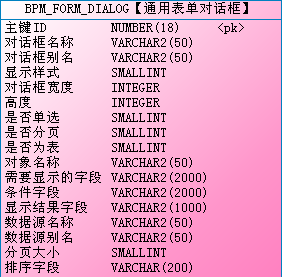 BPM_FORM_DIALOG【通用表单对话框】
主键ID NUMBER(18) <pk>
对话框名称 VARCHAR2(50)
对话框别名 VARCHAR2(50)
显示样式 SMALLINT
对话框宽度 INTEGER
高度 INTEGER
是否单选 SMALLINT
是否分页 SMALLINT
是否为表 SMALLINT
对象名称 VARCHAR2(50)
需要显示的字段 VARCHAR2(2000)
条件字段 VARCHAR2(2000)
显示结果字段 VARCHAR2(1000)
数据源名称 VARCHAR2(50)
数据源别名 VARCHAR2(50)
分页大小 SMALLINT
排序字段 VARCHAR(200)